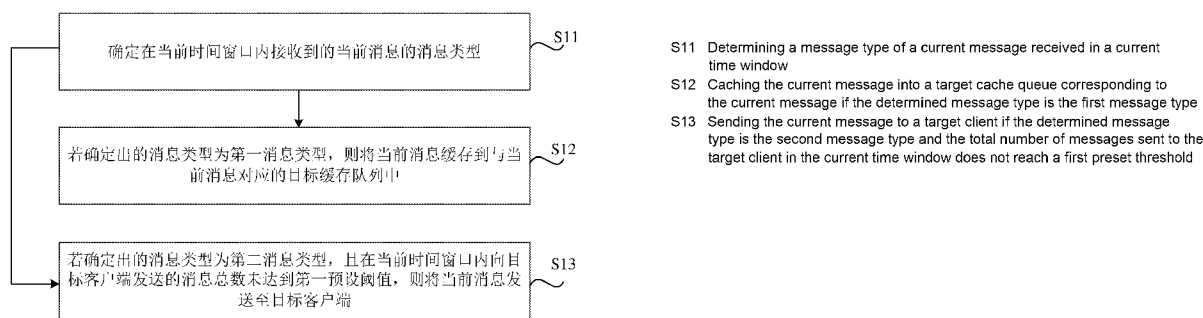 确定在当前时间窗口内接收到的当前消息的消息类型
S11
若确定出的消息类型为第一消息类型，则将当前消息缓存到与当
前消息对应的目标缓存队列中
S12
若确定出的消息类型为第二消息类型，且在当前时间窗口内向目
标客户端发送的消息总数未达到第一预设阈值，则将当前消息发
送至目标客户端
S13
S11 Determining a message type of a current message received in a current
time window
S12 Caching the current message into a target cache queue corresponding to
the current message if the determined message type is the first message type
S13 Sending the current message to a target client if the determined message
type is the second message type and the total number of messages sent to the
target client in the current time window does not reach a first preset threshold